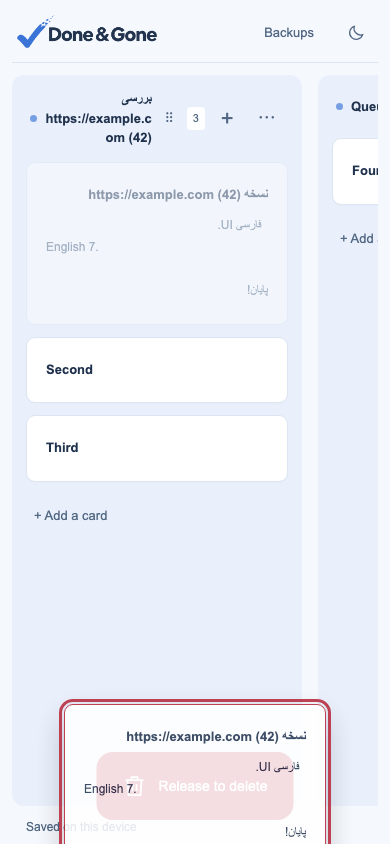 Done & Gone
Backups
بررسی
https://example.c
om (42)
3
نسخه https://example.com (42)
فارسی UI.
English 7.
پایان!
Second
Third
+ Add a card
Four
+ Add
نسخه https://example.com (42)
فارسی UI.
English 7.
Release to delete
پایان!
Saved on this device